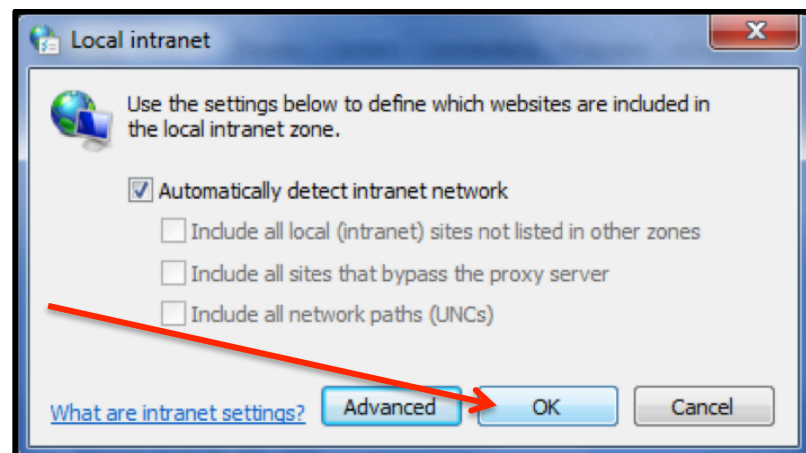 Local intranet
Use the settings below to define which websites are included in
the local intranet zone.
Automatically detect intranet network
Include all local (intranet) sites not listed in other zones
Include all sites that bypass the proxy server
Include all network paths (UNCs)
What are intranet settings? Advanced OK Cancel